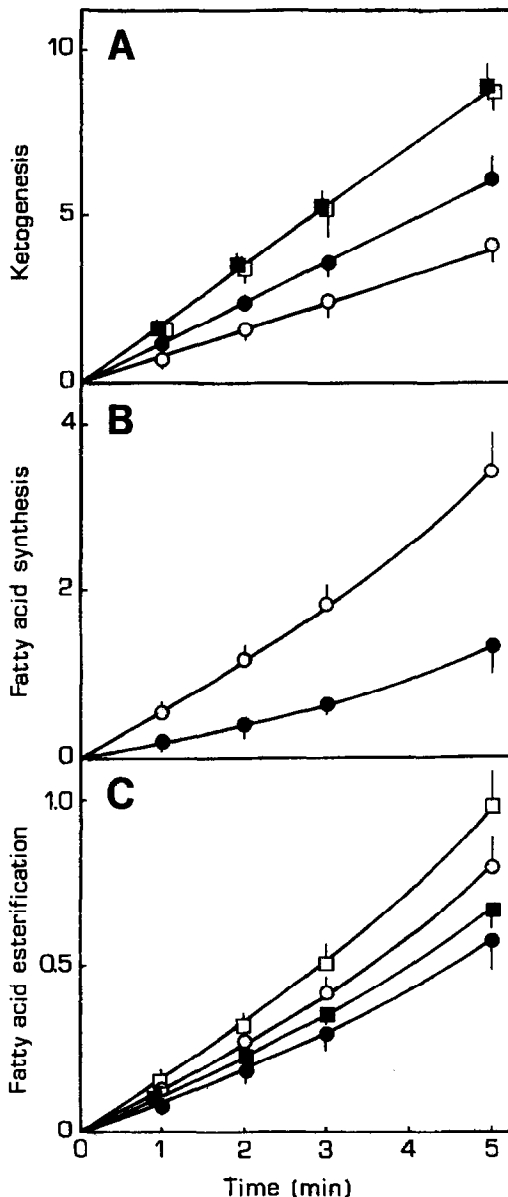 A
10
5
0
Ketogenesis
B
4
2
0
Fatty acid synthesis
C
1.0
0.5
0
Fatty acid esterification
0 1 2 3 4 5
Time (min)